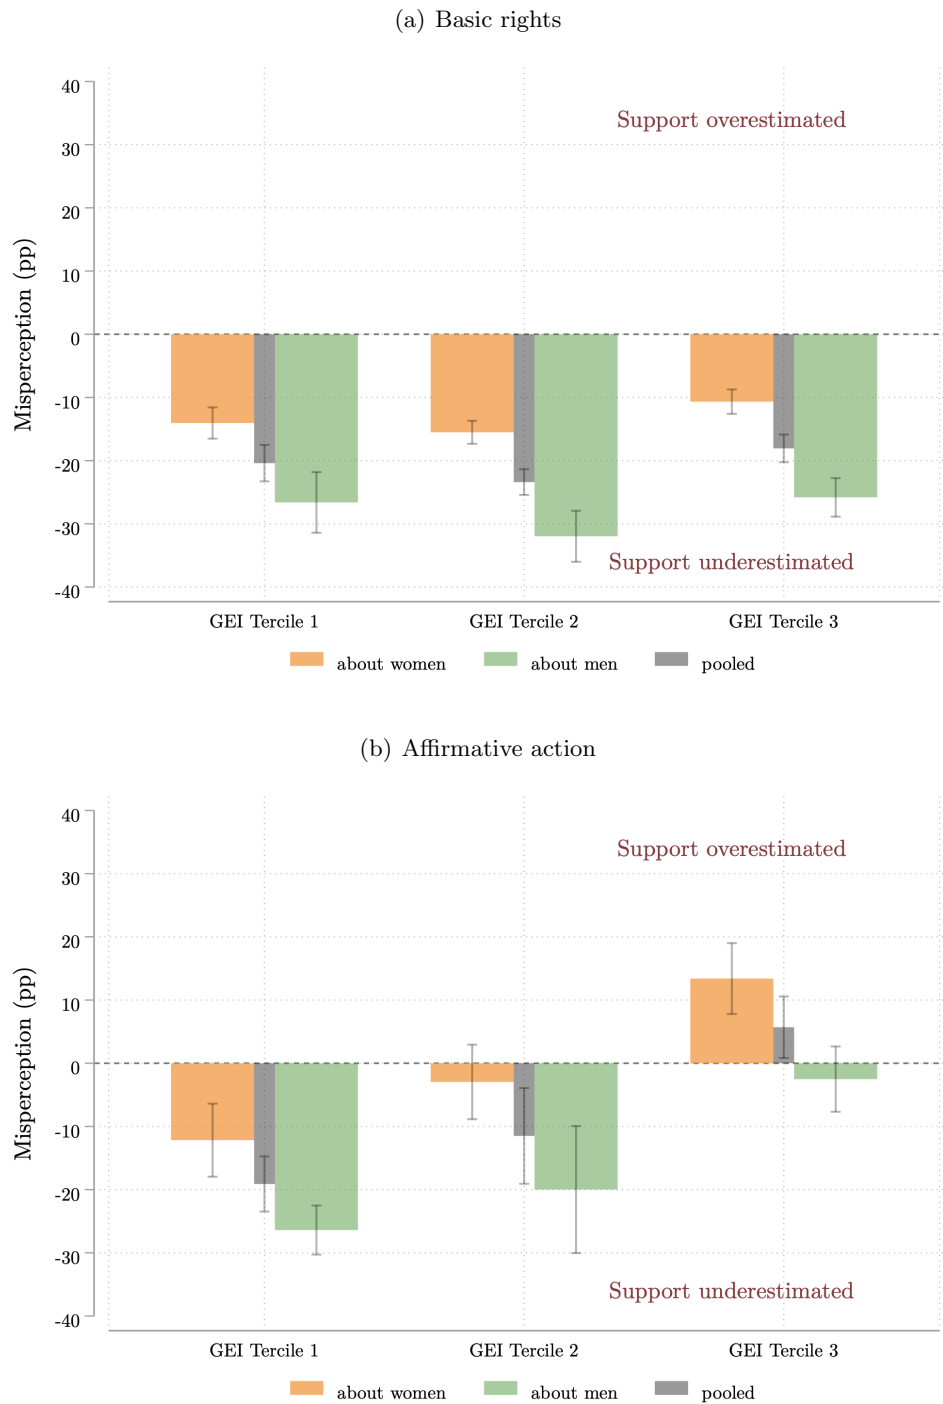 (a) Basic rights
40
Support overestimated
30
20
10
Misperception (pp)
0
-10
-20
-30
Support underestimated
-40
GEI Tercile 1 GEI Tercile 2 GEI Tercile 3
about women about men pooled
(b) Affirmative action
40
Support overestimated
30
20
10
Misperception (pp)
0
-10
-20
-30
Support underestimated
-40
GEI Tercile 1 GEI Tercile 2 GEI Tercile 3
about women about men pooled